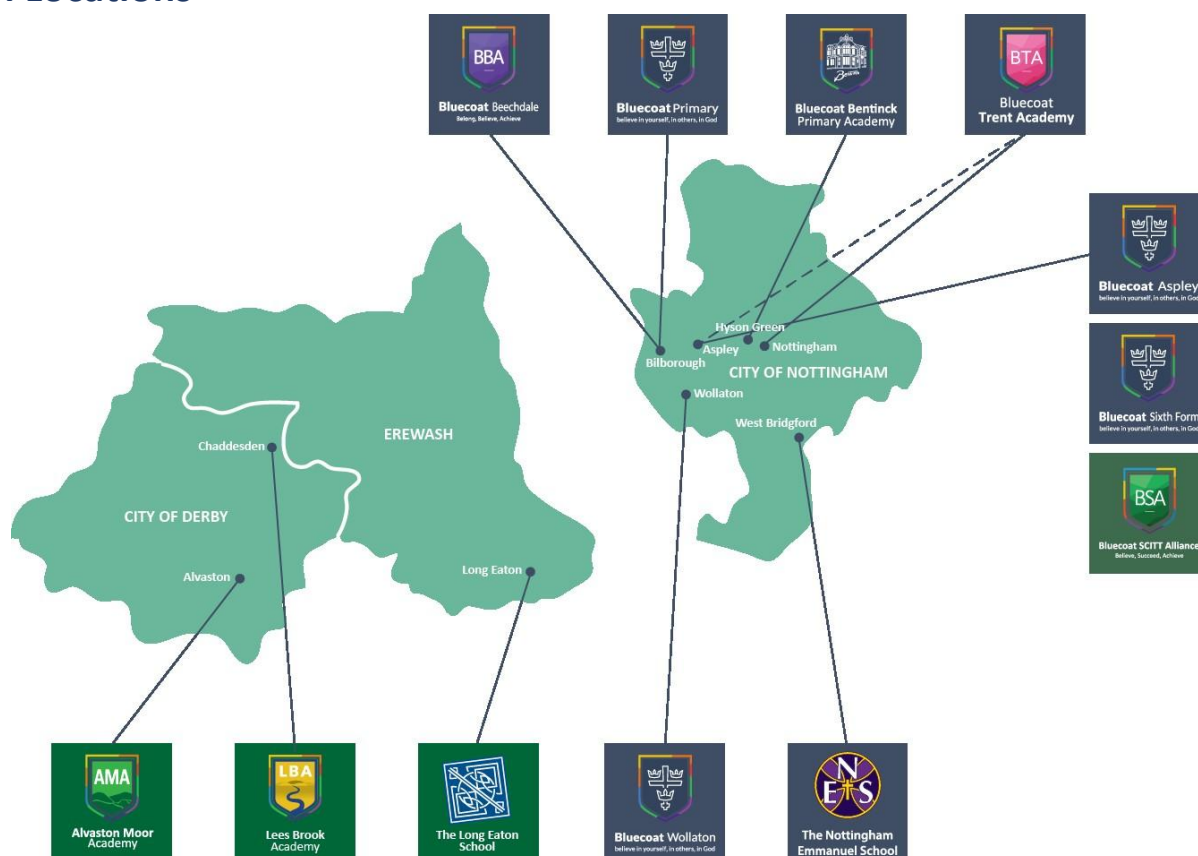 Locations
BBA
Bluecoat Beechdale
Belong, Believe, Achieve
Bluecoat Primary
believe in yourself, in others, in God
Bluecoat Bentinck
Primary Academy
BTA
Bluecoat
Trent Academy
Bluecoat Aspley
believe in yourself, in others, in God
Bluecoat Sixth Form
believe in yourself, in others, in God
BSA
Bluecoat SCITT Alliance
Believe, Succeed, Achieve
Hyson Green
Bilborough
Aspley
Nottingham
CITY OF NOTTINGHAM
Wollaton
West Bridgford
EREWASH
Chaddesden
CITY OF DERBY
Alvaston
Long Eaton
AMA
Alvaston Moor
Academy
LBA
Lees Brook
Academy
The Long Eaton
School
Bluecoat Wollaton
believe in yourself, in others, in God
N
E S
The Nottingham
Emmanuel School